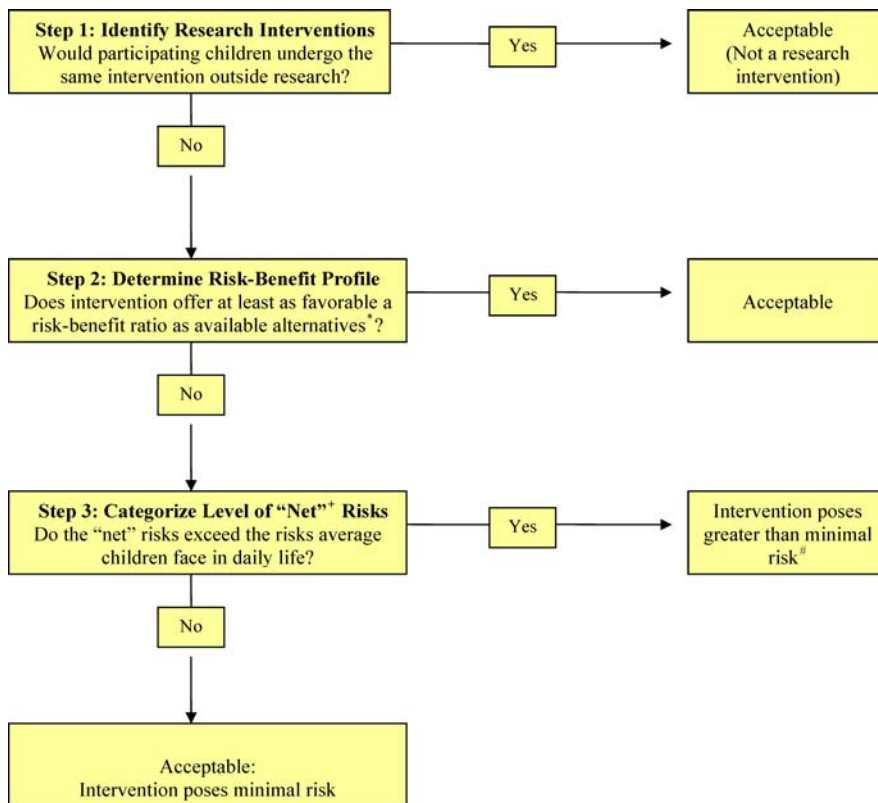 Step 1: Identify Research Interventions
Would participating children undergo the
same intervention outside research?
Yes
Acceptable
(Not a research
intervention)
No
Step 2: Determine Risk-Benefit Profile
Does intervention offer at least as favorable a
risk-benefit ratio as available alternatives*?
Yes
Acceptable
No
Step 3: Categorize Level of “Net”+ Risks
Do the “net” risks exceed the risks average
children face in daily life?
Yes
Intervention poses
greater than minimal
risk#
No
Acceptable:
Intervention poses minimal risk